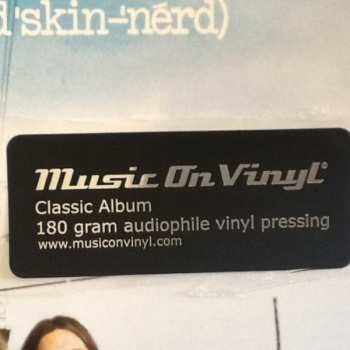 d 'skin-'nérd)
Music On Vinyl®
Classic Album
180 gram audiophile vinyl pressing
www.musiconvinyl.com